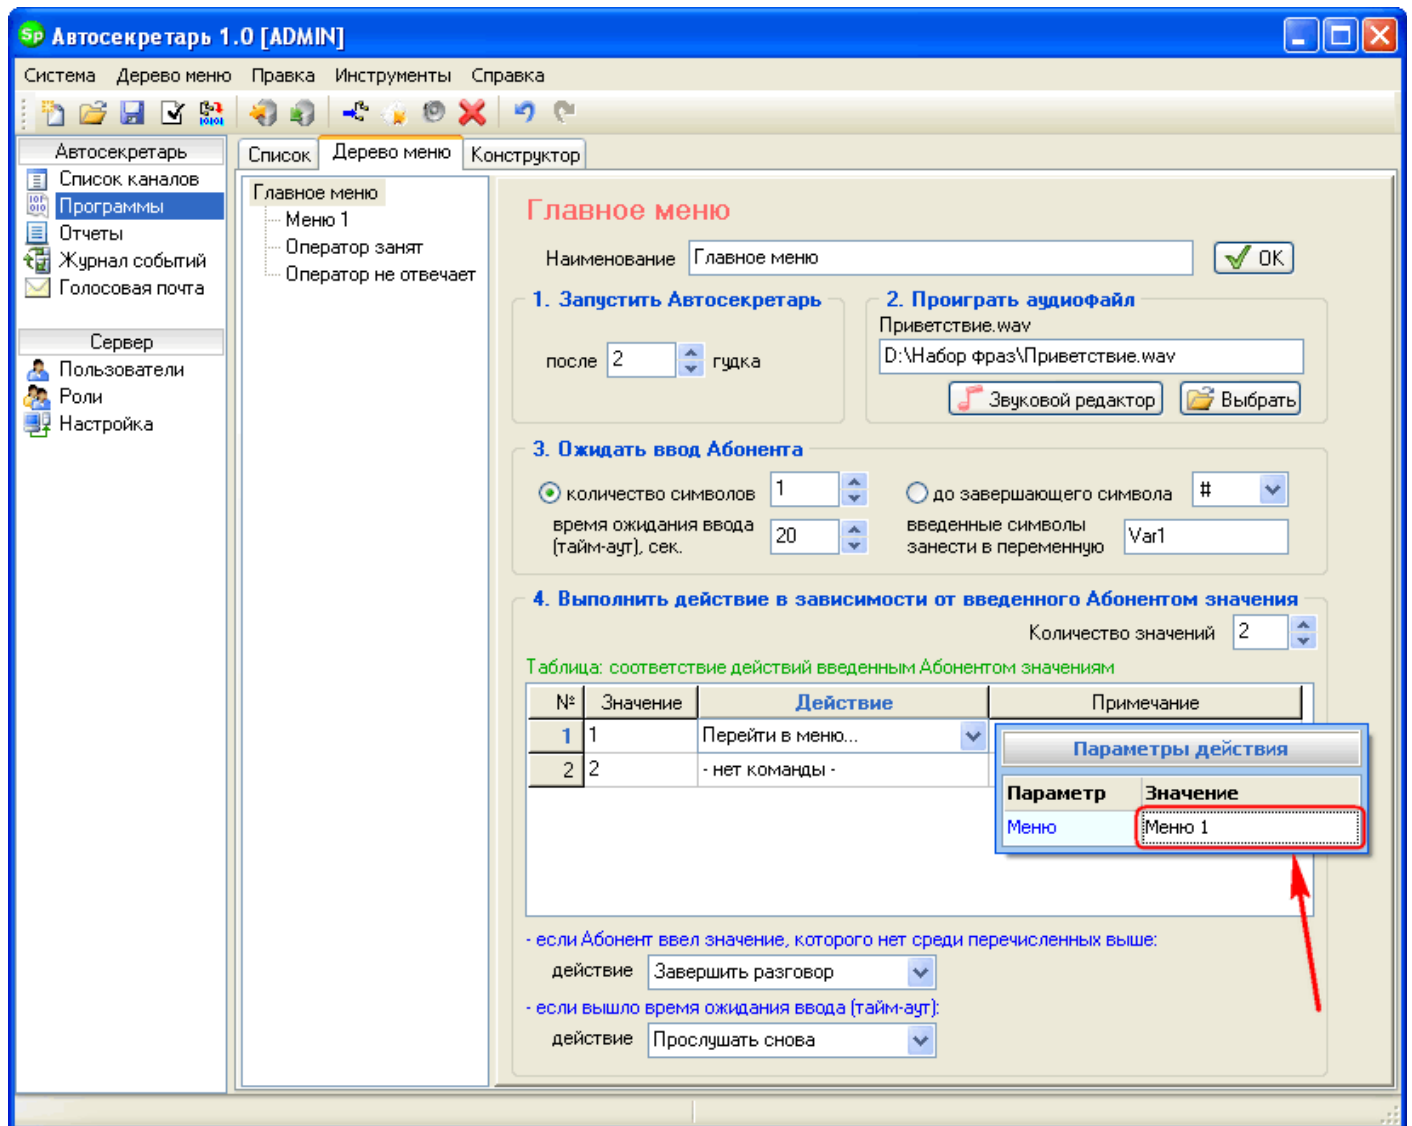 Автосекретарь 1.0 [ADMIN]
Система Дерево меню Правка Инструменты Справка
Автосекретарь
Список каналов
Программы
Отчеты
Журнал событий
Голосовая почта
Сервер
Пользователи
Роли
Настройка
Список Дерево меню Конструктор
Главное меню
Меню 1
Оператор занят
Оператор не отвечает
Главное меню
Наименование Главное меню OK
1. Запустить Автосекретарь
после 2 гудка
2. Проиграть аудиофайл
Приветствие.wav
D:\Набор фраз\Приветствие.wav
Звуковой редактор Выбрать
3. Ожидать ввод Абонента
количество символов 1 до завершающего символа #
время ожидания ввода
(тайм-аут), сек. 20
введенные символы
занести в переменную Var1
4. Выполнить действие в зависимости от введенного Абонентом значения
Количество значений 2
Таблица: соответствие действий введенным Абонентом значениям
№ Значение Действие Примечание
1 1 Перейти в меню...
2 2 - нет команды -
Параметры действия
Параметр Значение
Меню Меню 1
- если Абонент ввел значение, которого нет среди перечисленных выше:
действие Завершить разговор
- если вышло время ожидания ввода (тайм-аут):
действие Прослушать снова